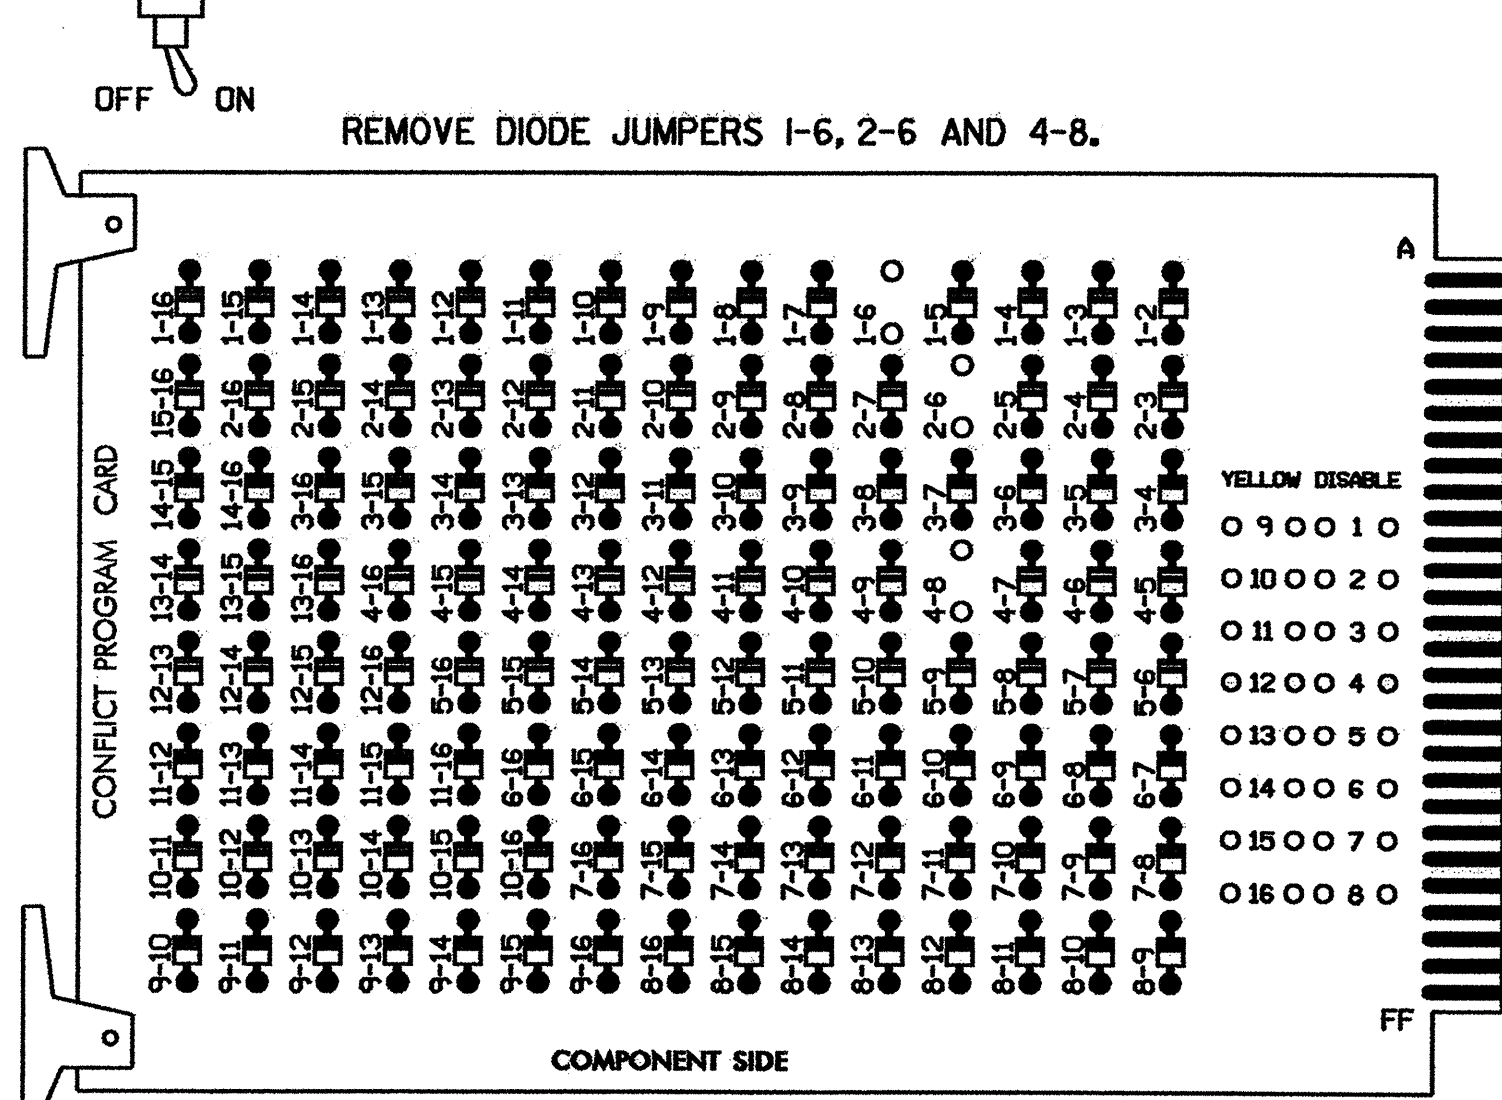 OFF ON
REMOVE DIODE JUMPERS 1-6, 2-6 AND 4-8.
A
1-16 1-15 1-14 1-13 1-12 1-11 1-10 1-9 1-8 1-7 1-6 1-5 1-4 1-3 1-2
15-16 2-16 2-15 2-14 2-13 2-12 2-11 2-10 2-9 2-8 2-7 2-6 2-5 2-4 2-3
14-15 14-16 3-16 3-15 3-14 3-13 3-12 3-11 3-10 3-9 3-8 3-7 3-6 3-5 3-4
13-14 13-15 13-16 4-16 4-15 4-14 4-13 4-12 4-11 4-10 4-9 4-8 4-7 4-6 4-5
12-13 12-14 12-15 12-16 5-16 5-15 5-14 5-13 5-12 5-11 5-10 5-9 5-8 5-7 5-6
11-12 11-13 11-14 11-15 11-16 6-16 6-15 6-14 6-13 6-12 6-11 6-10 6-9 6-8 6-7
10-11 10-12 10-13 10-14 10-15 10-16 7-16 7-15 7-14 7-13 7-12 7-11 7-10 7-9 7-8
9-10 9-11 9-12 9-13 9-14 9-15 9-16 8-16 8-15 8-14 8-13 8-12 8-11 8-10 8-9
CONFLICT PROGRAM CARD
YELLOW DISABLE
9 1
10 2
11 3
12 4
13 5
14 6
15 7
16 8
FF
COMPONENT SIDE